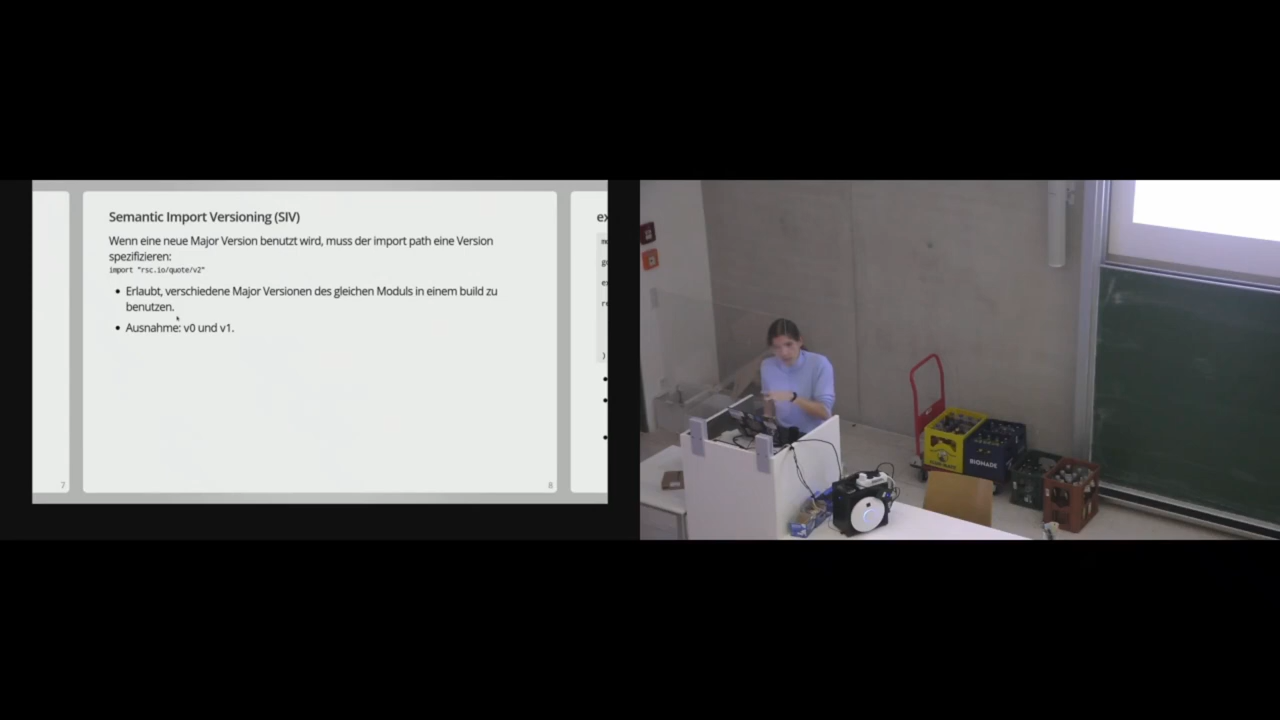 Semantic Import Versioning (SIV)
Wenn eine neue Major Version benutzt wird, muss der import path eine Version
spezifizieren:
import "rsc.io/quote/v2"
• Erlaubt, verschiedene Major Versionen des gleichen Moduls in einem build zu
benutzen.
• Ausnahme: v0 und v1.
7
8
ex
)
BIONADE